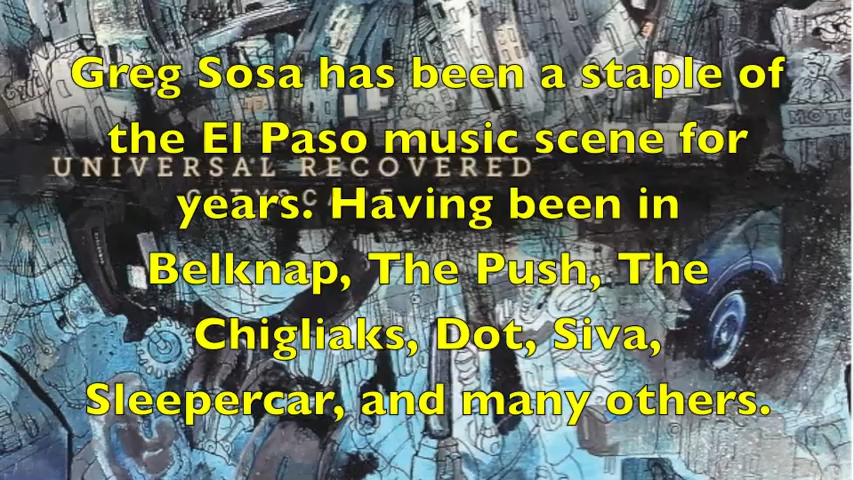 Greg Sosa has been a staple of
the El Paso music scene for
UNIVERSAL RECOVERED
years. Having been in
Belknap, The Push, The
Chigliaks, Dot, Siva,
Sleepercar, and many others.